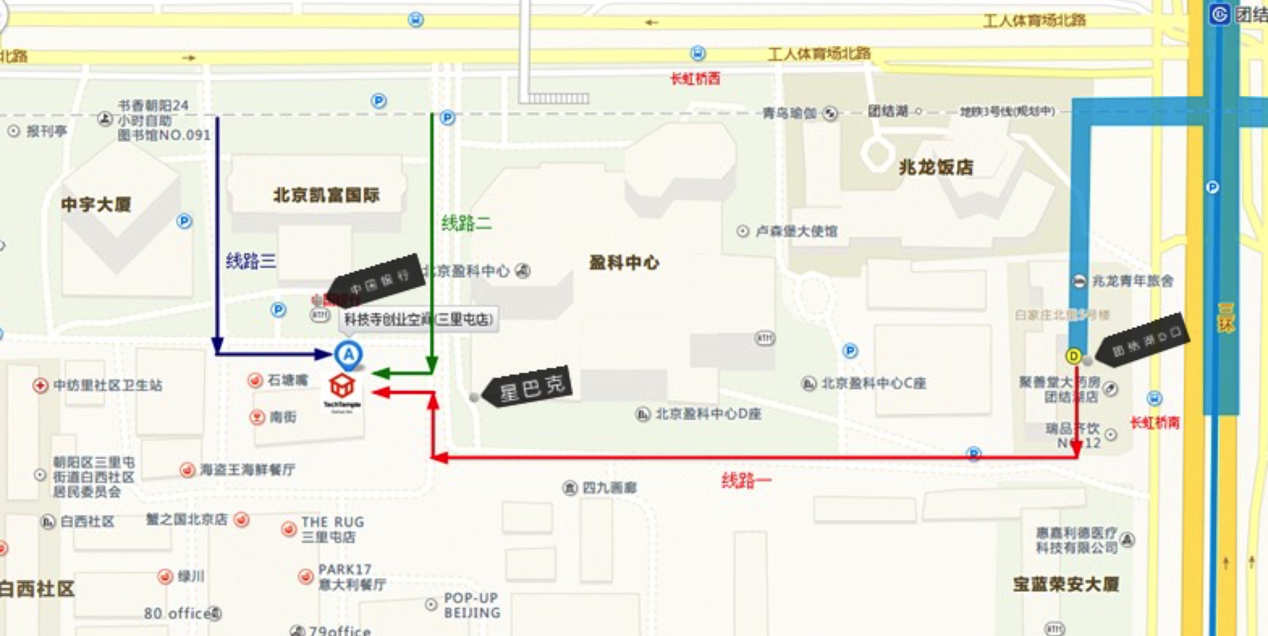 团结
工人体育场北路
北路
工人体育场北路
长虹桥西
书香朝阳24
小时自助
图书馆NO.091
报刊亭
青鸟瑜伽
团结湖
地铁3号线(规划中)
兆龙饭店
中宇大厦
北京凯富国际
线路二
卢森堡大使馆
线路三
盈科中心
北京盈科中心
中国银行
兆龙青年旅舍
科技寺创业空间(三里屯店)
三环
团结湖D口
A
D
石塘嘴
中纺里社区卫生站
TechTemple
星巴克
北京盈科中心C座
聚善堂大药房
团结湖店
南街
北京盈科中心D座
长虹桥南
瑞品齐饮
朝阳区三里屯
街道白西社区
居民委员会
海盗王海鲜餐厅
线路一
四九画廊
白西社区
蟹之国北京店
THE RUG
三里屯店
惠嘉利德医疗
科技有限公司
绿川
PARK17
意大利餐厅
白西社区
宝蓝荣安大厦
POP-UP
BEIJING
80 office
79office